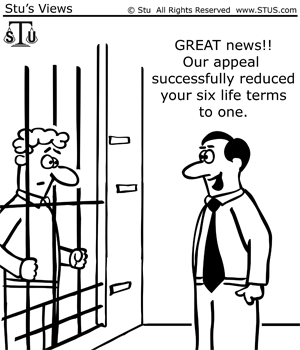 Stu's Views
© Stu All Rights Reserved www.STUS.com
STU
GREAT news!!
Our appeal
successfully reduced
your six life terms
to one.